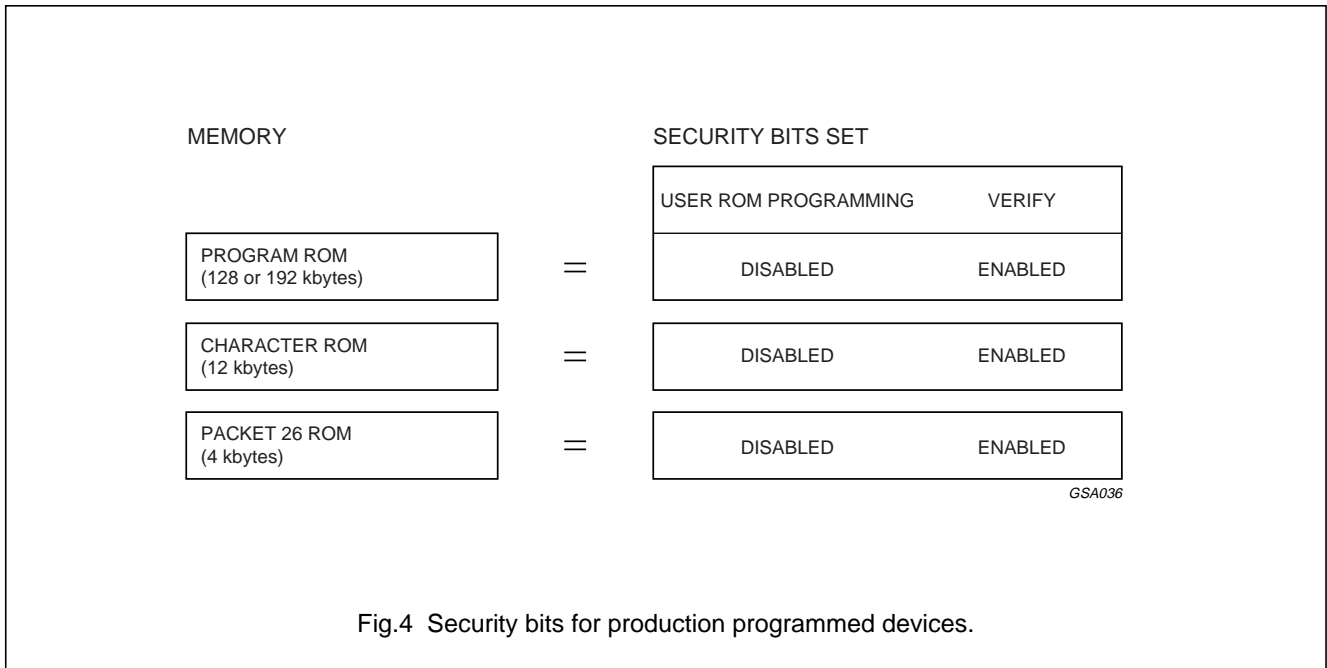 MEMORY SECURITY BITS SET
USER ROM PROGRAMMING VERIFY
PROGRAM ROM
(128 or 192 kbytes)
= DISABLED ENABLED
CHARACTER ROM
(12 kbytes)
= DISABLED ENABLED
PACKET 26 ROM
(4 kbytes)
= DISABLED ENABLED
GSA036
Fig.4 Security bits for production programmed devices.